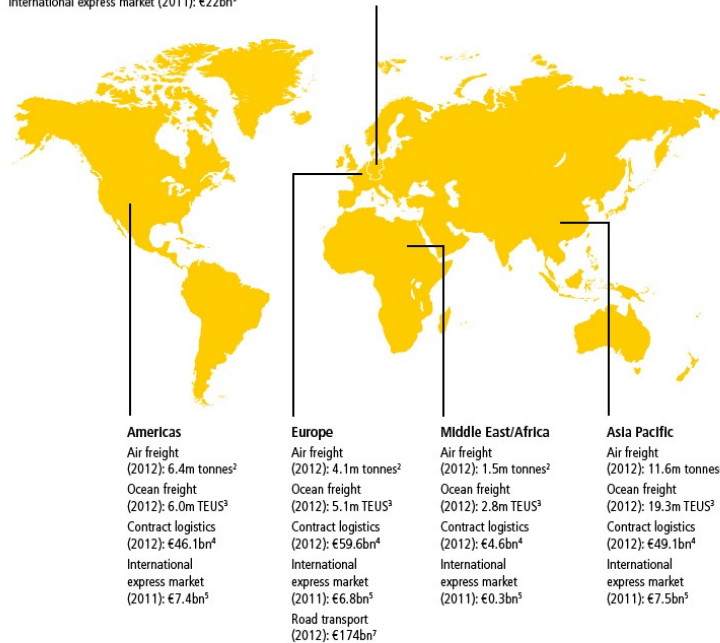 International express market (2011): €22bn⁵
Americas
Air freight
(2012): 6.4m tonnes²
Ocean freight
(2012): 6.0m TEUS³
Contract logistics
(2012): €46.1bn⁴
International
express market
(2011): €7.4bn⁵
Europe
Air freight
(2012): 4.1m tonnes²
Ocean freight
(2012): 5.1m TEUS³
Contract logistics
(2012): €59.6bn⁴
International
express market
(2011): €6.8bn⁵
Road transport
(2012): €174bn⁷
Middle East/Africa
Air freight
(2012): 1.5m tonnes²
Ocean freight
(2012): 2.8m TEUS³
Contract logistics
(2012): €4.6bn⁴
International
express market
(2011): €0.3bn⁵
Asia Pacific
Air freight
(2012): 11.6m tonnes
Ocean freight
(2012): 19.3m TEUS³
Contract logistics
(2012): €49.1bn⁴
International
express market
(2011): €7.5bn⁵